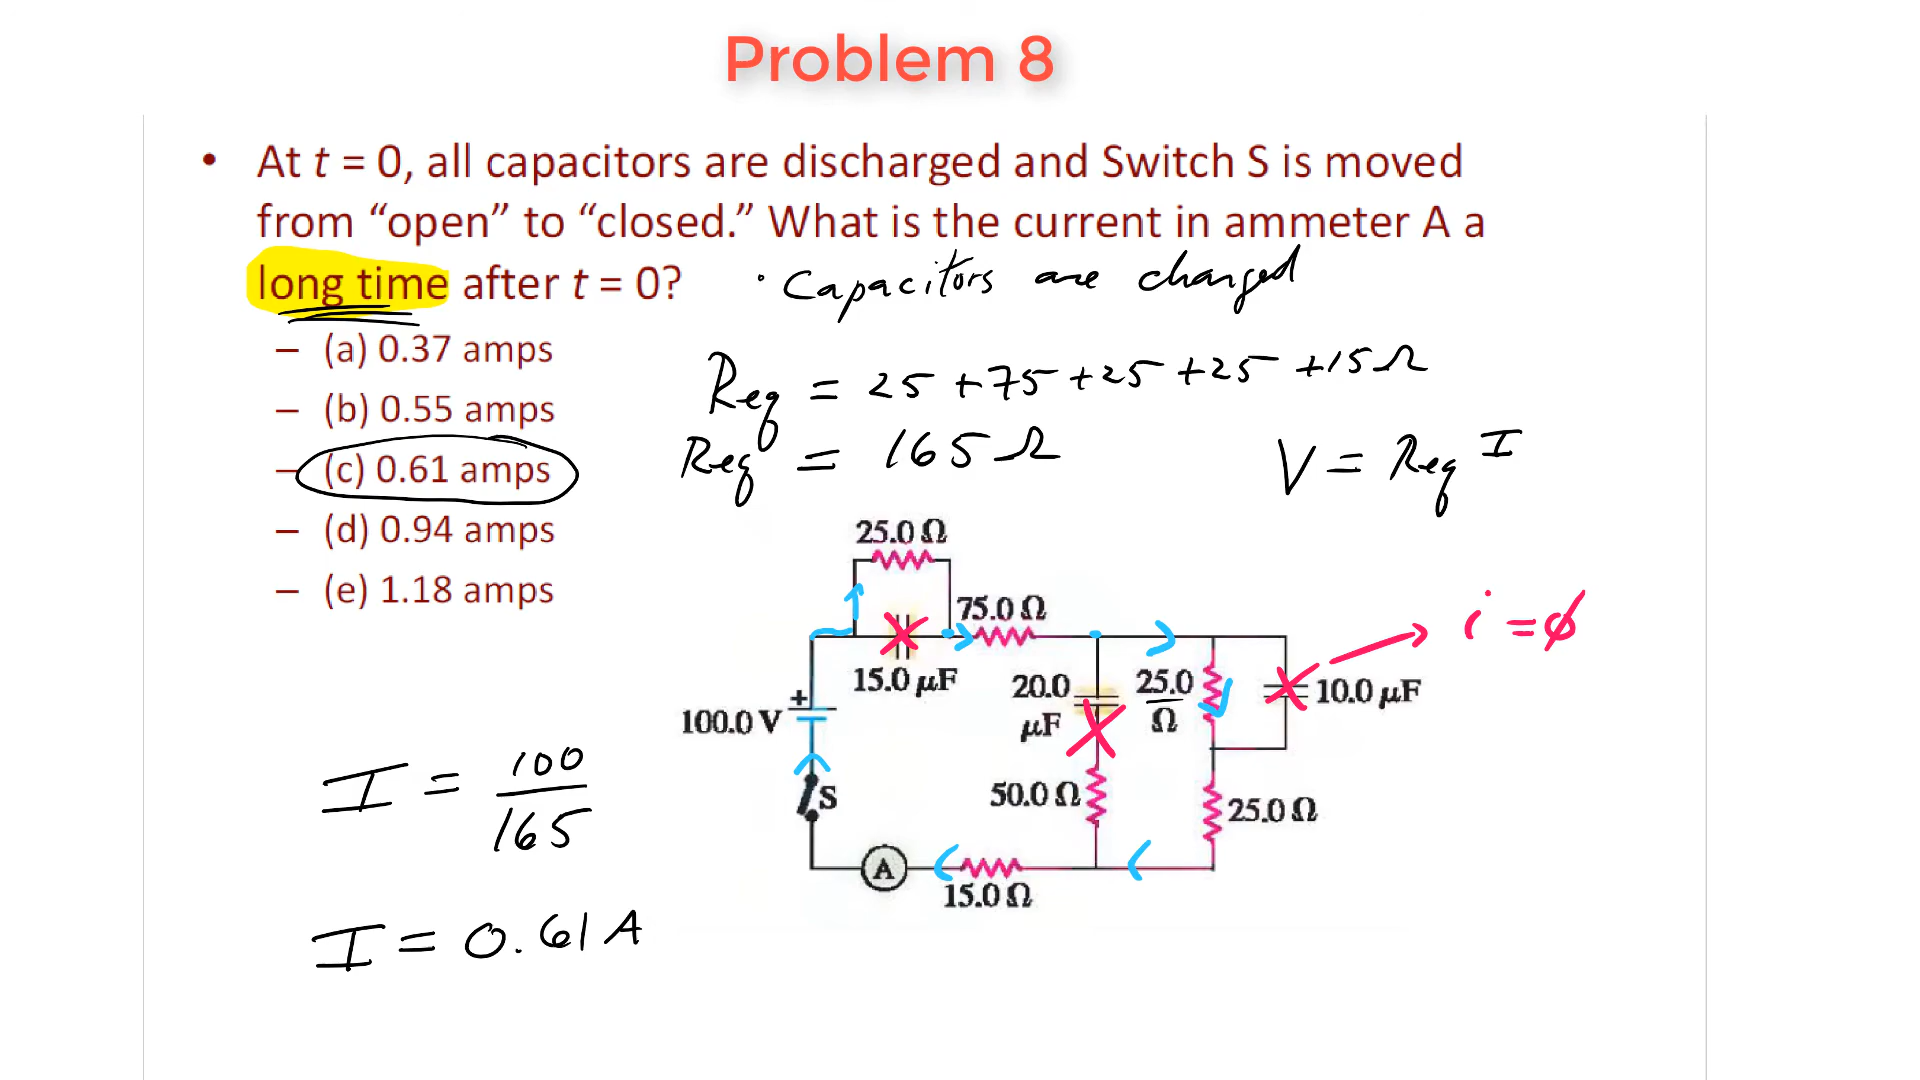 Problem 8
• At t = 0, all capacitors are discharged and Switch S is moved
from “open” to “closed.” What is the current in ammeter A a
long time after t = 0?
· Capacitors are charged
– (a) 0.37 amps
– (b) 0.55 amps
– (c) 0.61 amps
– (d) 0.94 amps
– (e) 1.18 amps
Req = 25 + 75 + 25 + 25 + 15 Ω
Req = 165 Ω
V = Req I
25.0 Ω
75.0 Ω
i = ϕ
15.0 μF
20.0
μF
25.0
Ω
10.0 μF
+
100.0 V
S
50.0 Ω
25.0 Ω
A
15.0 Ω
I = 100
165
I = 0.61 A